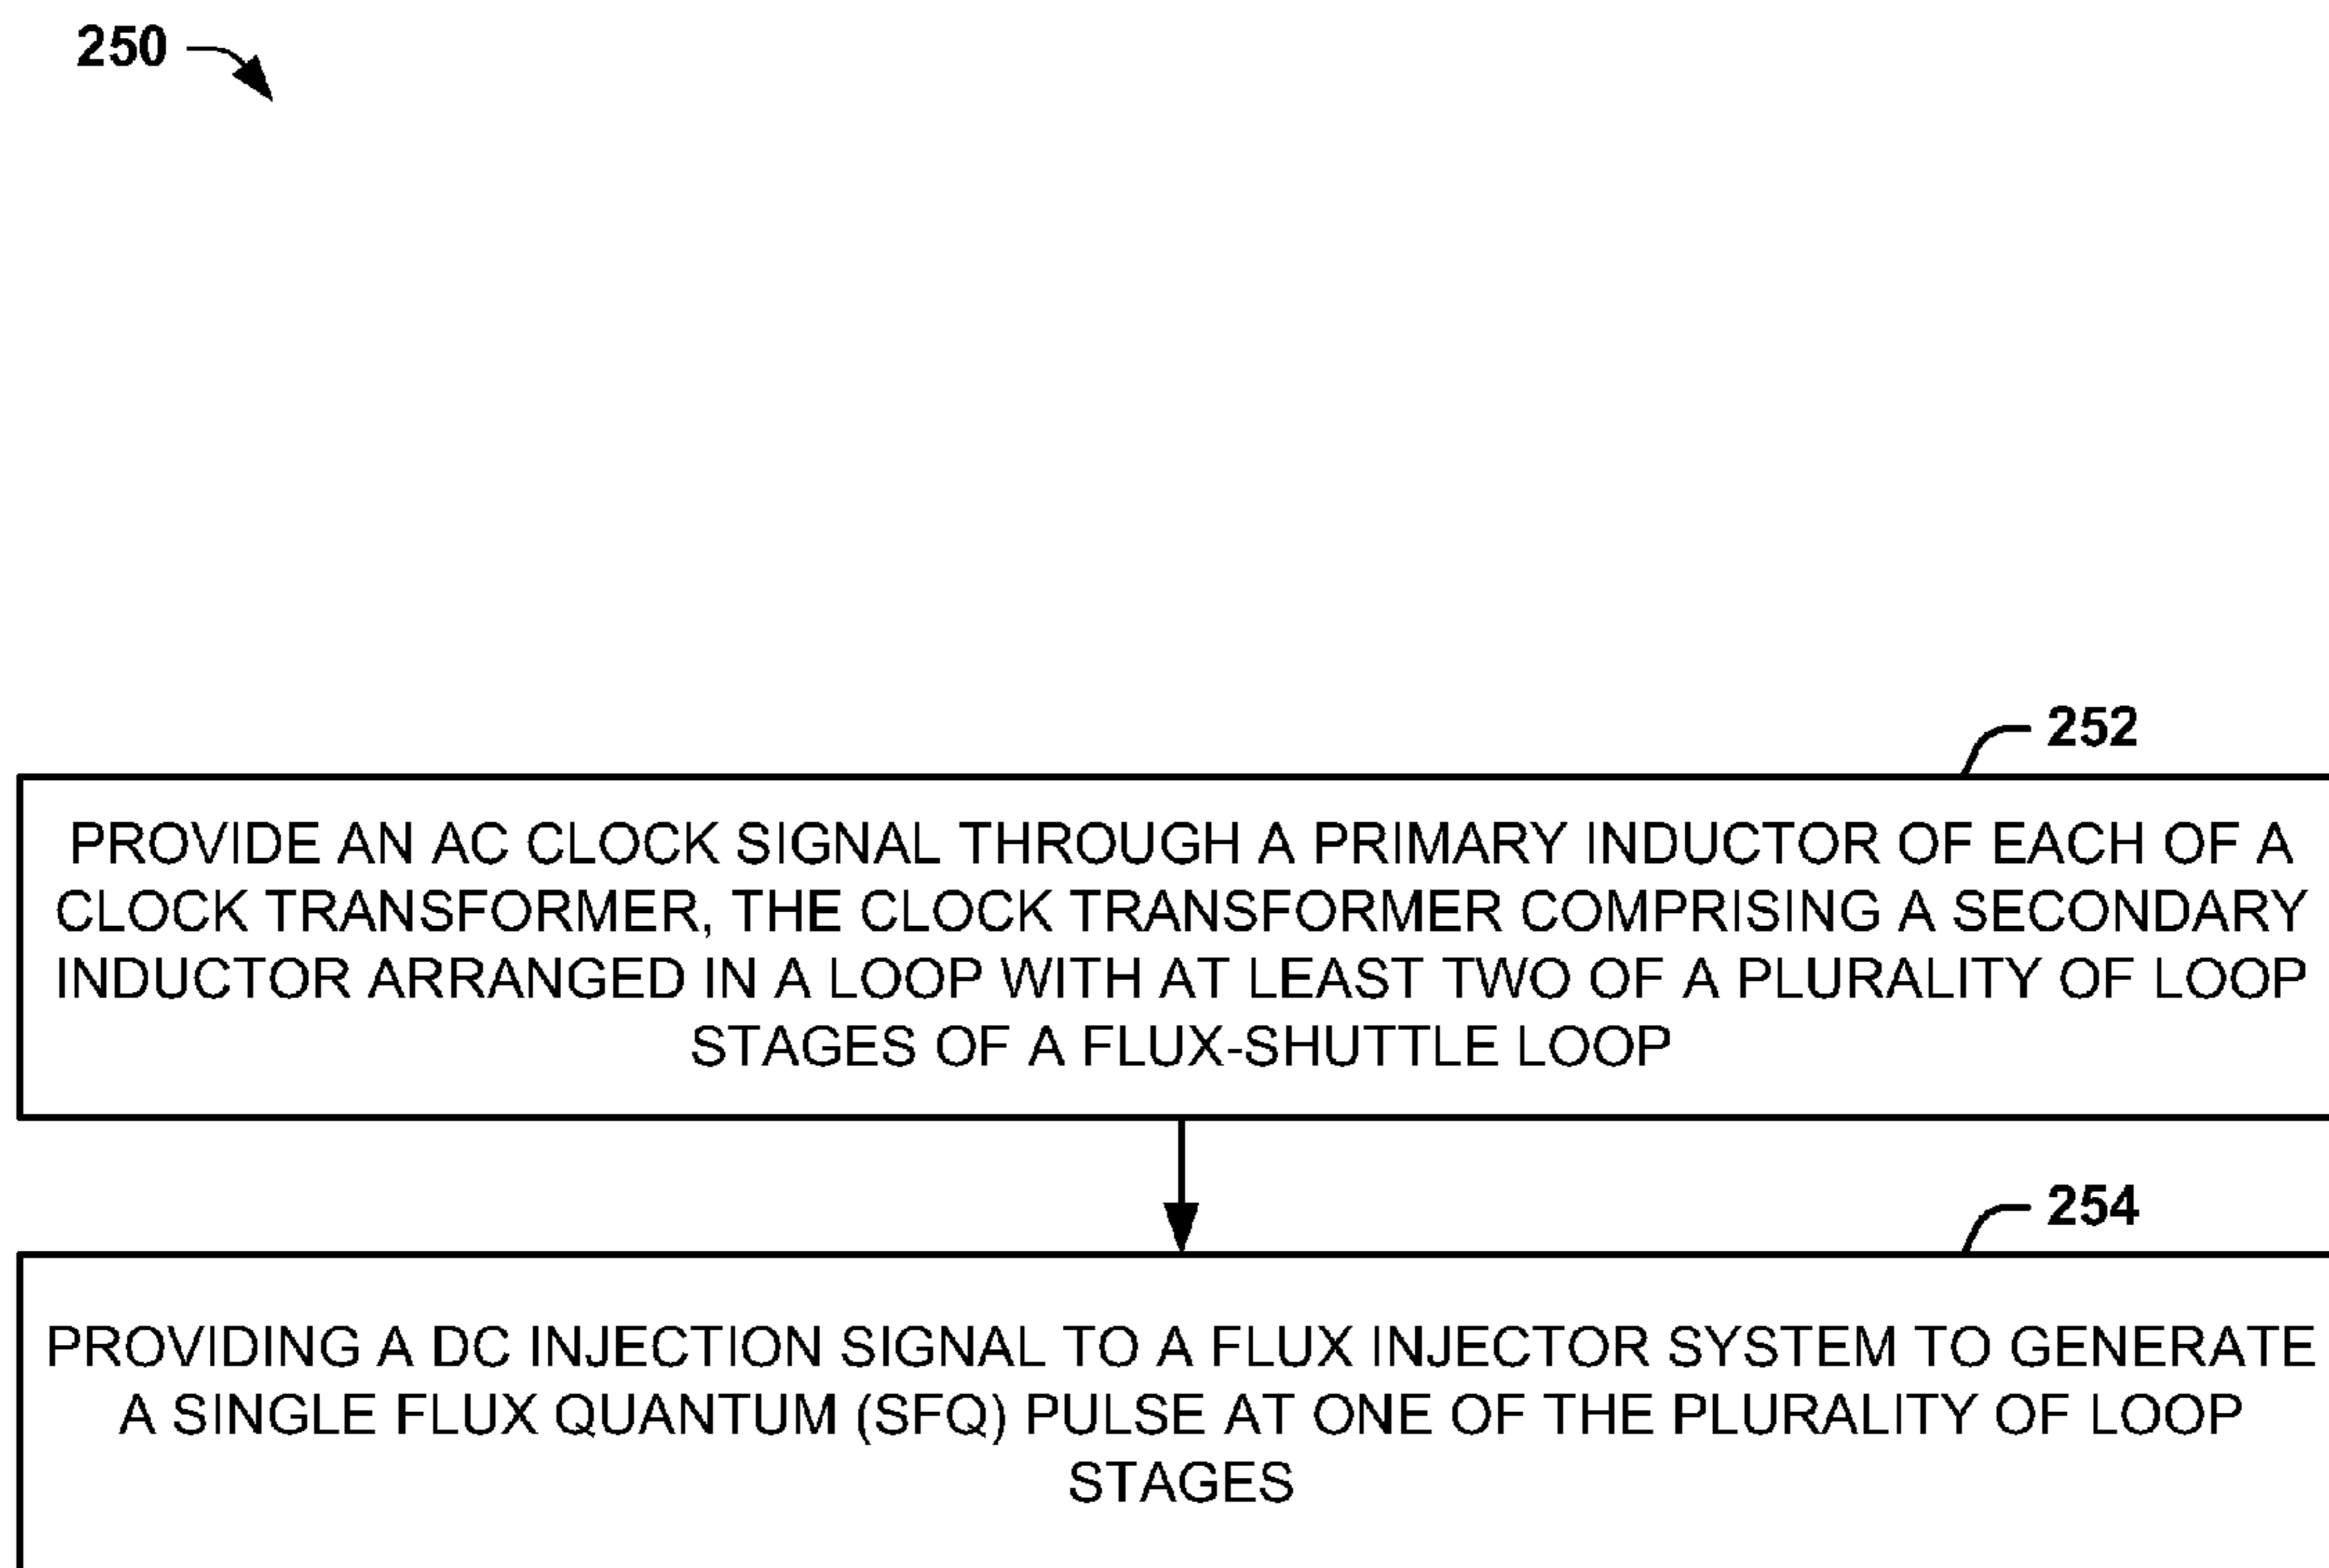 250
252
PROVIDE AN AC CLOCK SIGNAL THROUGH A PRIMARY INDUCTOR OF EACH OF A
CLOCK TRANSFORMER, THE CLOCK TRANSFORMER COMPRISING A SECONDARY
INDUCTOR ARRANGED IN A LOOP WITH AT LEAST TWO OF A PLURALITY OF LOOP
STAGES OF A FLUX-SHUTTLE LOOP
254
PROVIDING A DC INJECTION SIGNAL TO A FLUX INJECTOR SYSTEM TO GENERATE
A SINGLE FLUX QUANTUM (SFQ) PULSE AT ONE OF THE PLURALITY OF LOOP
STAGES